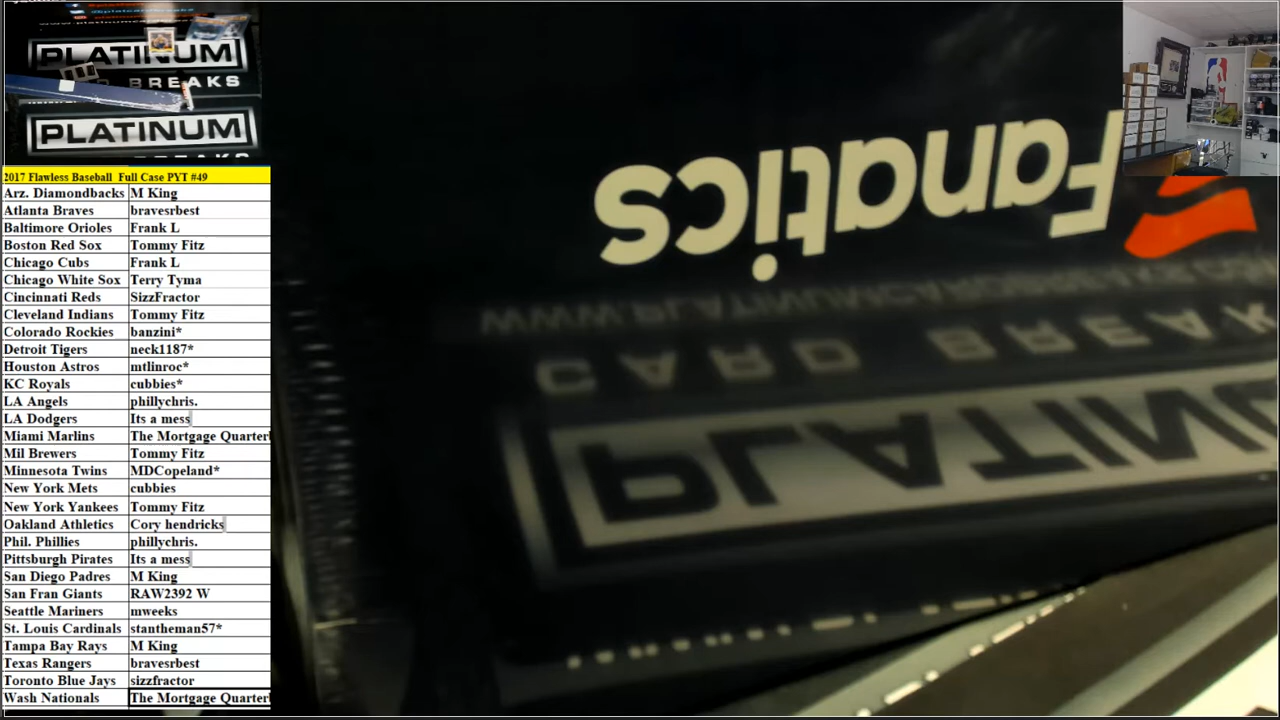 PLATINUM
BREAKS
PLATINUM
2017 Flawless Baseball Full Case PYT #49
Arz. Diamondbacks M King
Atlanta Braves bravesrbest
Baltimore Orioles Frank L
Boston Red Sox Tommy Fitz
Chicago Cubs Frank L
Chicago White Sox Terry Tyma
Cincinnati Reds SizzFractor
Cleveland Indians Tommy Fitz
Colorado Rockies banzini*
Detroit Tigers neck1187*
Houston Astros mtlinroc*
KC Royals cubbies*
LA Angels phillychris.
LA Dodgers Its a mess
Miami Marlins The Mortgage Quarter
Mil Brewers Tommy Fitz
Minnesota Twins MDCopeland*
New York Mets cubbies
New York Yankees Tommy Fitz
Oakland Athletics Cory hendricks
Phil. Phillies phillychris.
Pittsburgh Pirates Its a mess
San Diego Padres M King
San Fran Giants RAW2392 W
Seattle Mariners mweeks
St. Louis Cardinals stantheman57*
Tampa Bay Rays M King
Texas Rangers bravesrbest
Toronto Blue Jays sizzfractor
Wash Nationals The Mortgage Quarter
Fanatics
CARD BREAK
PLATINU